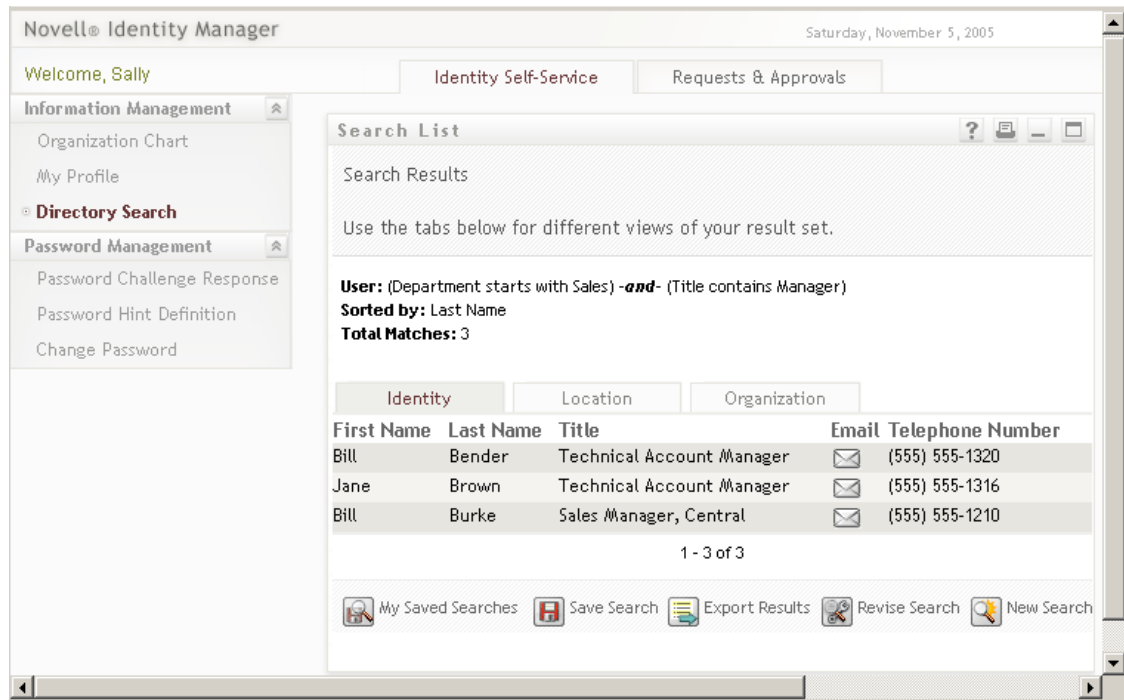 Novell® Identity Manager
Saturday, November 5, 2005
Welcome, Sally
Identity Self-Service
Requests & Approvals
Information Management
Organization Chart
My Profile
Directory Search
Password Management
Password Challenge Response
Password Hint Definition
Change Password
Search List
?
Search Results
Use the tabs below for different views of your result set.
User: (Department starts with Sales) -and- (Title contains Manager)
Sorted by: Last Name
Total Matches: 3
Identity Location Organization
First Name Last Name Title Email Telephone Number
Bill Bender Technical Account Manager (555) 555-1320
Jane Brown Technical Account Manager (555) 555-1316
Bill Burke Sales Manager, Central (555) 555-1210
1 - 3 of 3
My Saved Searches Save Search Export Results Revise Search New Search